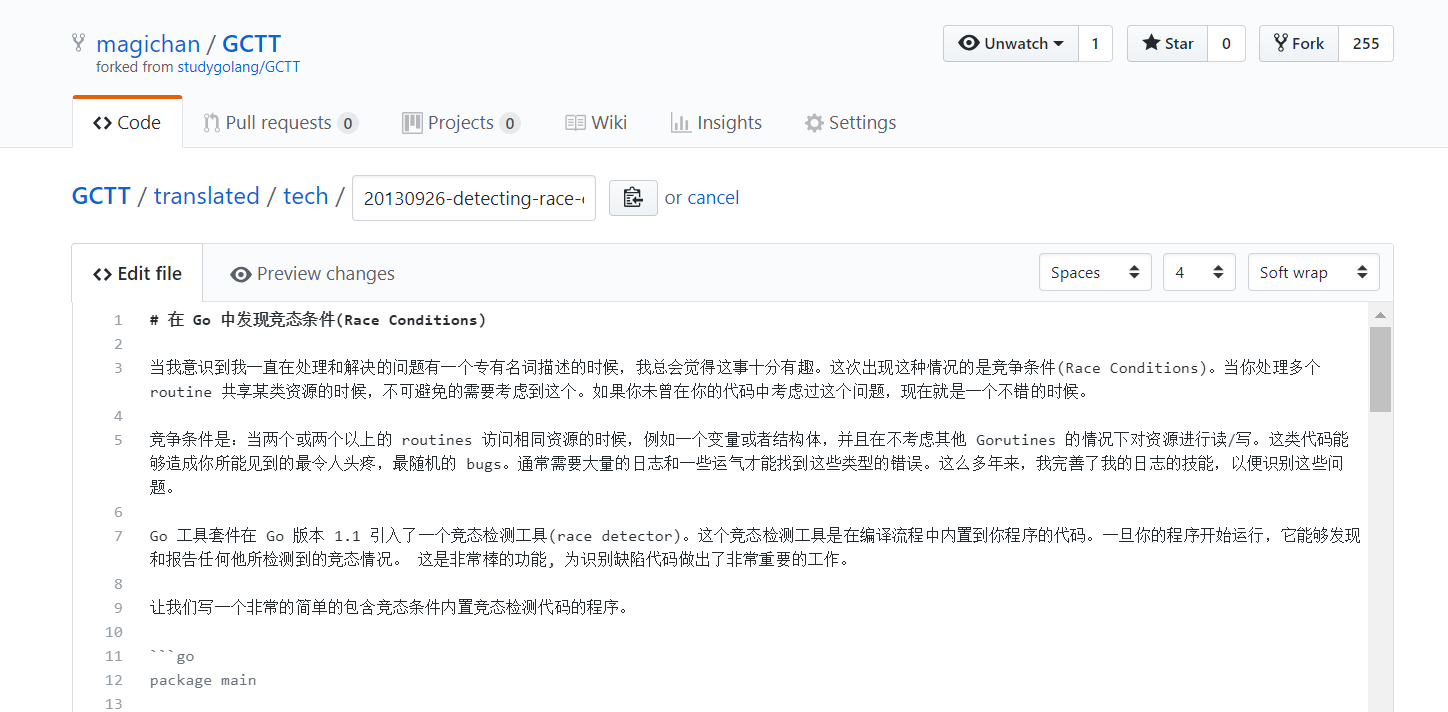 magichan / GCTT
forked from studygolang/GCTT
Unwatch 1 Star 0 Fork 255
Code Pull requests 0 Projects 0 Wiki Insights Settings
GCTT / translated / tech / 20130926-detecting-race- or cancel
Edit file Preview changes Spaces 4 Soft wrap
1 # 在 Go 中发现竞态条件(Race Conditions)
2
3 当我意识到我一直在处理和解决的问题有一个专有名词描述的时候，我总会觉得这事十分有趣。这次出现这种情况的是竞争条件(Race Conditions)。当你处理多个
routine 共享某类资源的时候，不可避免的需要考虑到这个。如果你未曾在你的代码中考虑过这个问题，现在就是一个不错的时候。
4
5 竞争条件是：当两个或两个以上的 routines 访问相同资源的时候，例如一个变量或者结构体，并且在不考虑其他 Gorutines 的情况下对资源进行读/写。这类代码能
够造成你所能见到的最令人头疼，最随机的 bugs。通常需要大量的日志和一些运气才能找到这些类型的错误。这么多年来，我完善了我的日志的技能，以便识别这些问
题。
6
7 Go 工具套件在 Go 版本 1.1 引入了一个竞态检测工具(race detector)。这个竞态检测工具是在编译流程中内置到你程序的代码。一旦你的程序开始运行，它能够发现
和报告任何他所检测到的竞态情况。 这是非常棒的功能, 为识别缺陷代码做出了非常重要的工作。
8
9 让我们写一个非常的简单的包含竞态条件内置竞态检测代码的程序。
10
11 ```go
12 package main
13